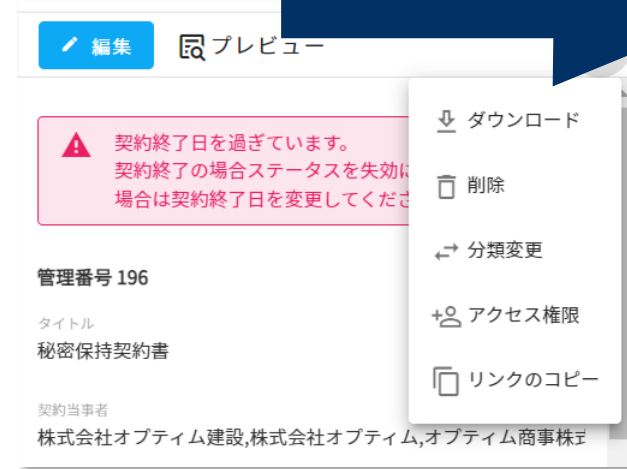 編集
プレビュー
契約終了日を過ぎています。
契約終了の場合ステータスを失効に
場合は契約終了日を変更してくださ
管理番号 196
タイトル
秘密保持契約書
契約当事者
株式会社オプティム建設,株式会社オプティム,オプティム商事株式
ダウンロード
削除
分類変更
アクセス権限
リンクのコピー